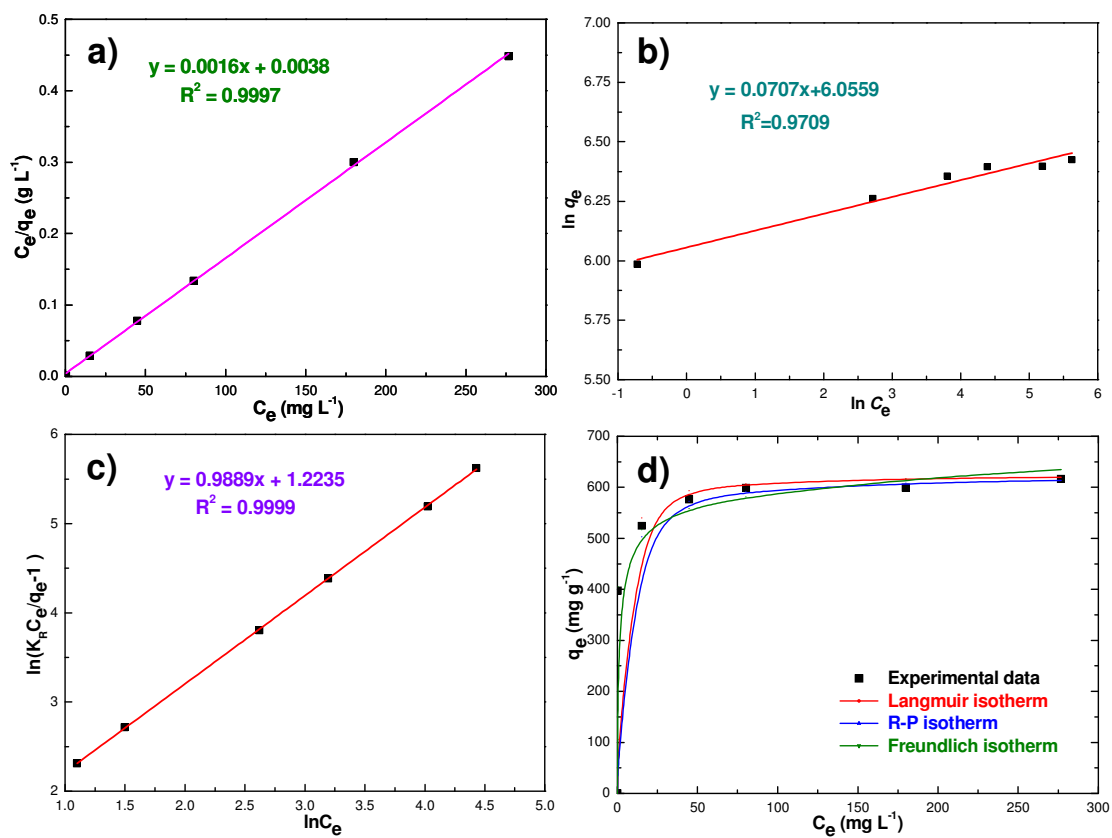 a)
y = 0.0016x + 0.0038
R² = 0.9997
Cₑ/qₑ (g L⁻¹)
0.5
0.4
0.3
0.2
0.1
0.0
0 50 100 150 200 250 300
Cₑ (mg L⁻¹)
b)
y = 0.0707x+6.0559
R²=0.9709
ln qₑ
7.00
6.75
6.50
6.25
6.00
5.75
5.50
-1 0 1 2 3 4 5 6
ln Cₑ
c)
y = 0.9889x + 1.2235
R² = 0.9999
ln(K_R Cₑ/qₑ-1)
6
5
4
3
2
1.0 1.5 2.0 2.5 3.0 3.5 4.0 4.5 5.0
lnCₑ
d)
qₑ (mg g⁻¹)
700
600
500
400
300
200
100
0
Experimental data
Langmuir isotherm
R-P isotherm
Freundlich isotherm
0 50 100 150 200 250 300
Cₑ (mg L⁻¹)